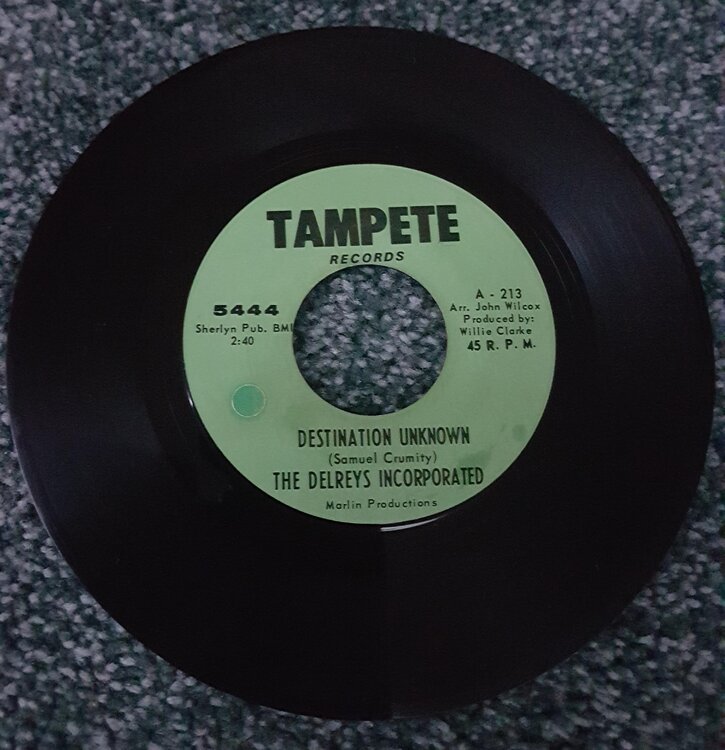 TAMPETE
RECORDS
5444
Sherlyn Pub. BMI
2:40
A - 213
Arr. John Wilcox
Produced by:
Willie Clarke
45 R. P. M.
DESTINATION UNKNOWN
(Samuel Crumity)
THE DELREYS INCORPORATED
Marlin Productions